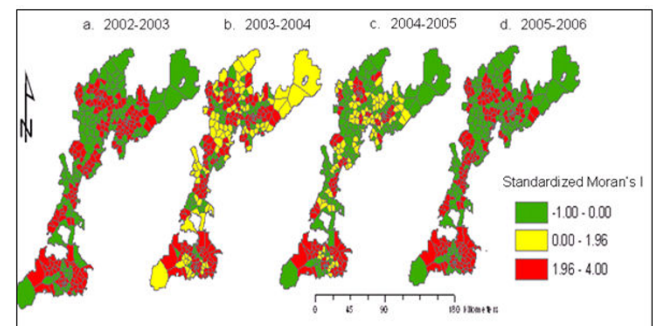 a. 2002-2003 b. 2003-2004 c. 2004-2005 d. 2005-2006
N
Standardized Moran's I
-1.00 - 0.00
0.00 - 1.96
1.96 - 4.00
0 45 90 180 Kilometers